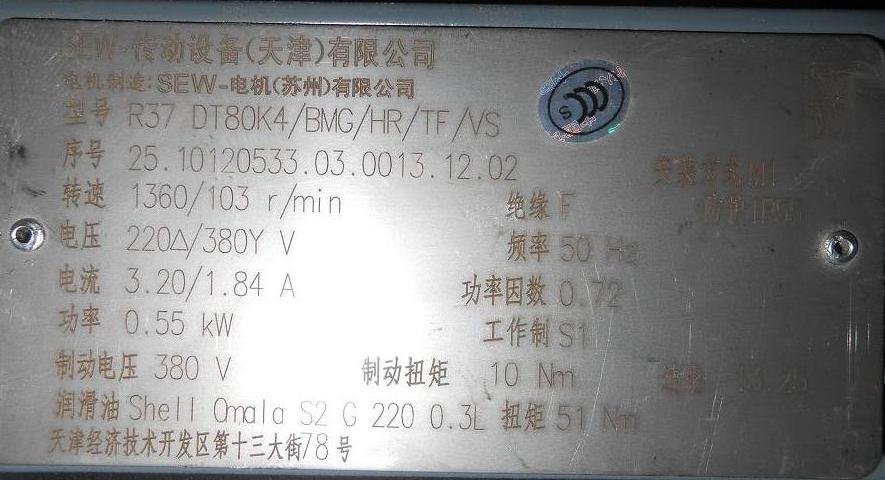 SEW-传动设备(天津)有限公司
电机制造:SEW-电机(苏州)有限公司
型号 R37 DT80K4/BMG/HR/TF/VS
S
序号 25.10120533.03.0013.12.02 安装方式M1
转速 1360/103 r/min 绝缘 F 防护IP55
电压 220Δ/380Y V 频率 50 Hz
电流 3.20/1.84 A 功率因数 0.72
功率 0.55 kW 工作制 S1
制动电压 380 V 制动扭矩 10 Nm 13.25
润滑油 Shell Omala S2 G 220 0.3L 扭矩 51 Nm
天津经济技术开发区第十三大街78号